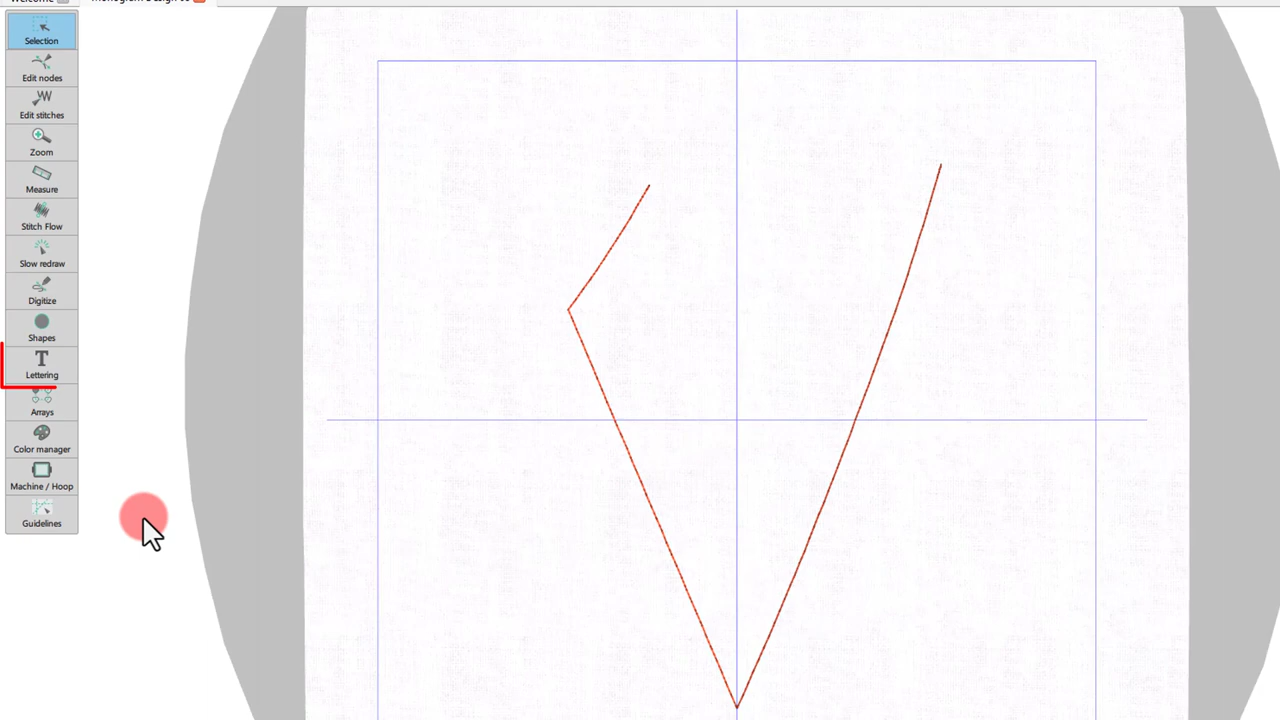 Selection
Edit nodes
Edit stitches
Zoom
Measure
Stitch Flow
Slow redraw
Digitize
Shapes
T
Lettering
Arrays
Color manager
Machine / Hoop
Guidelines